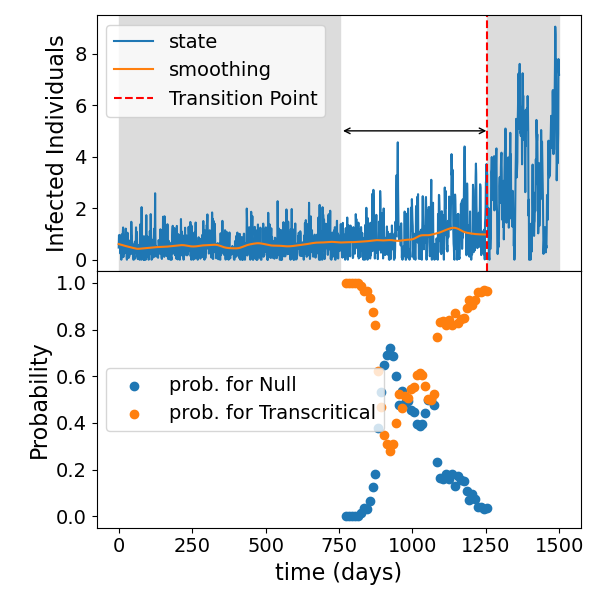 Infected Individuals
8
6
4
2
0
state
smoothing
Transition Point
Probability
1.0
0.8
0.6
0.4
0.2
0.0
prob. for Null
prob. for Transcritical
0 250 500 750 1000 1250 1500
time (days)